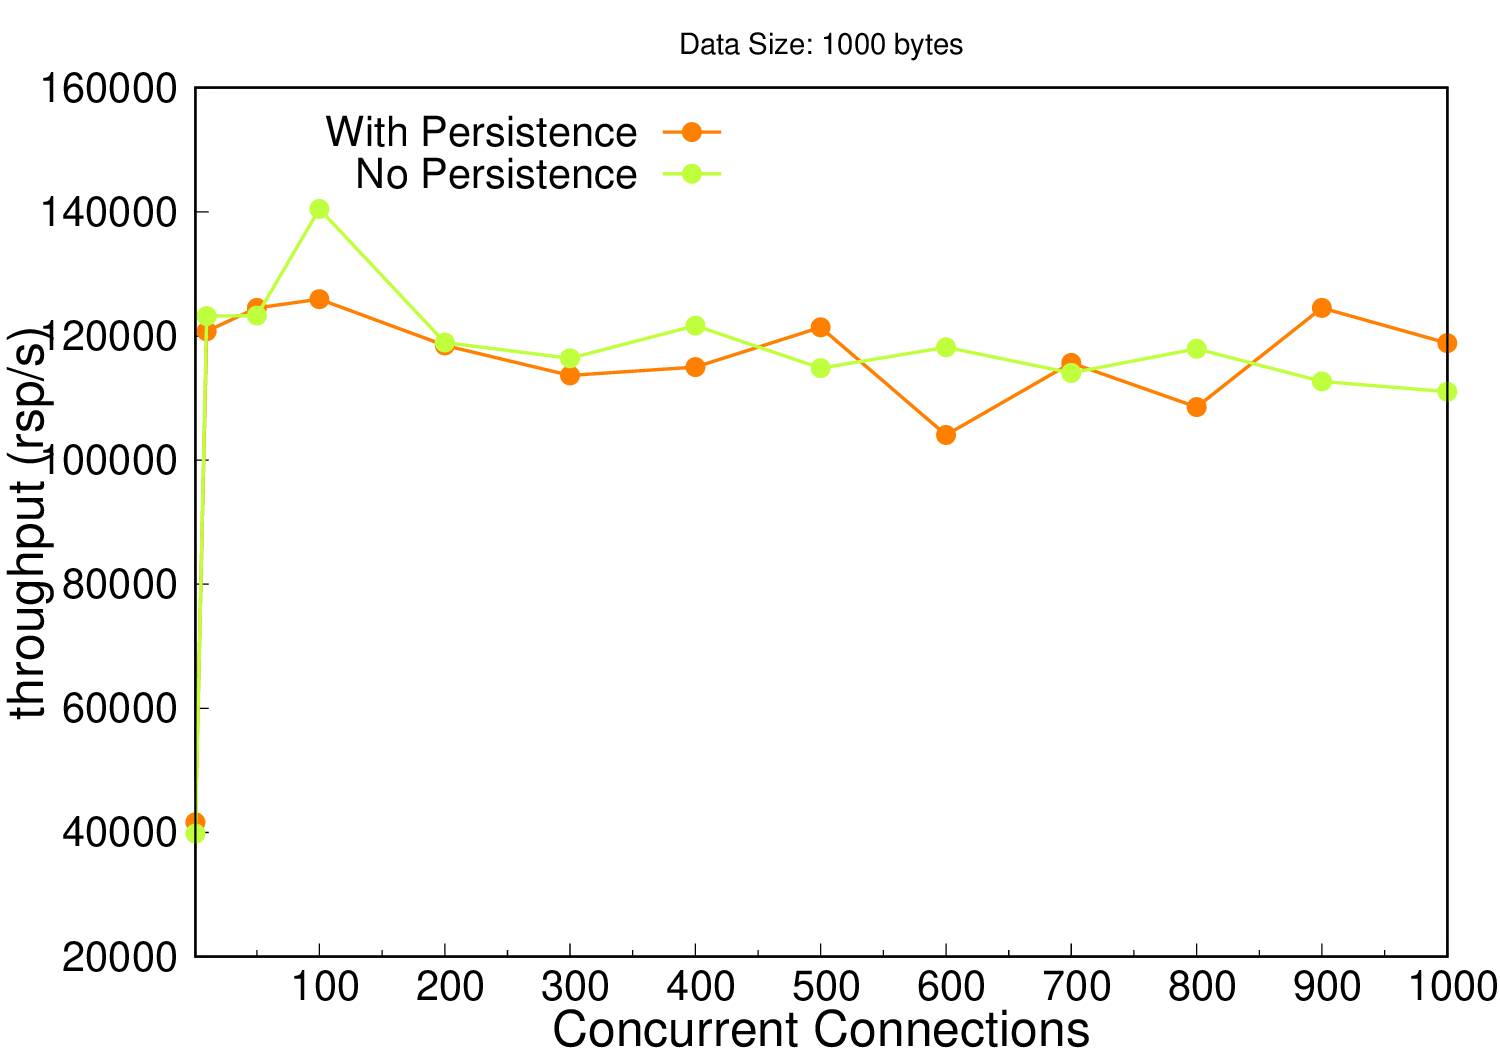 Data Size: 1000 bytes
160000
140000
120000
100000
80000
60000
40000
20000
throughput (rsp/s)
With Persistence
No Persistence
100 200 300 400 500 600 700 800 900 1000
Concurrent Connections